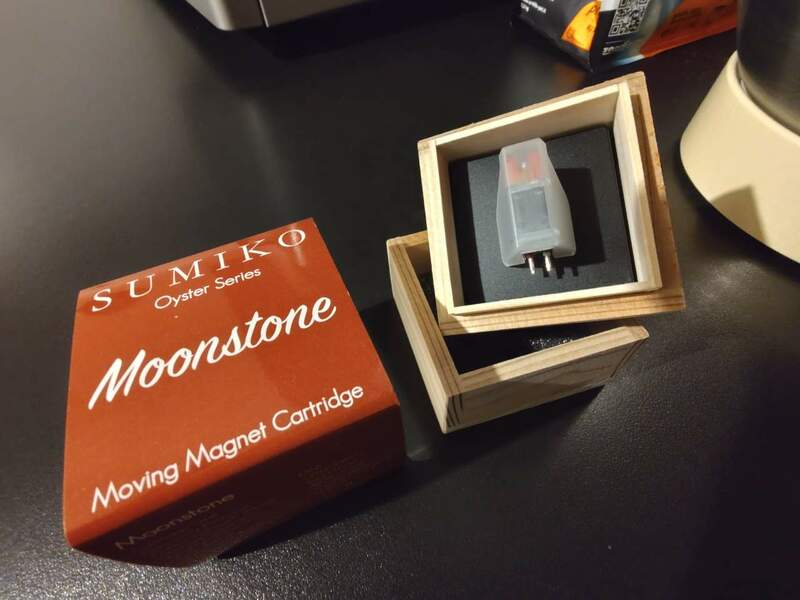 SUMIKO
Oyster Series
Moonstone
Moving Magnet Cartridge
Moonstone